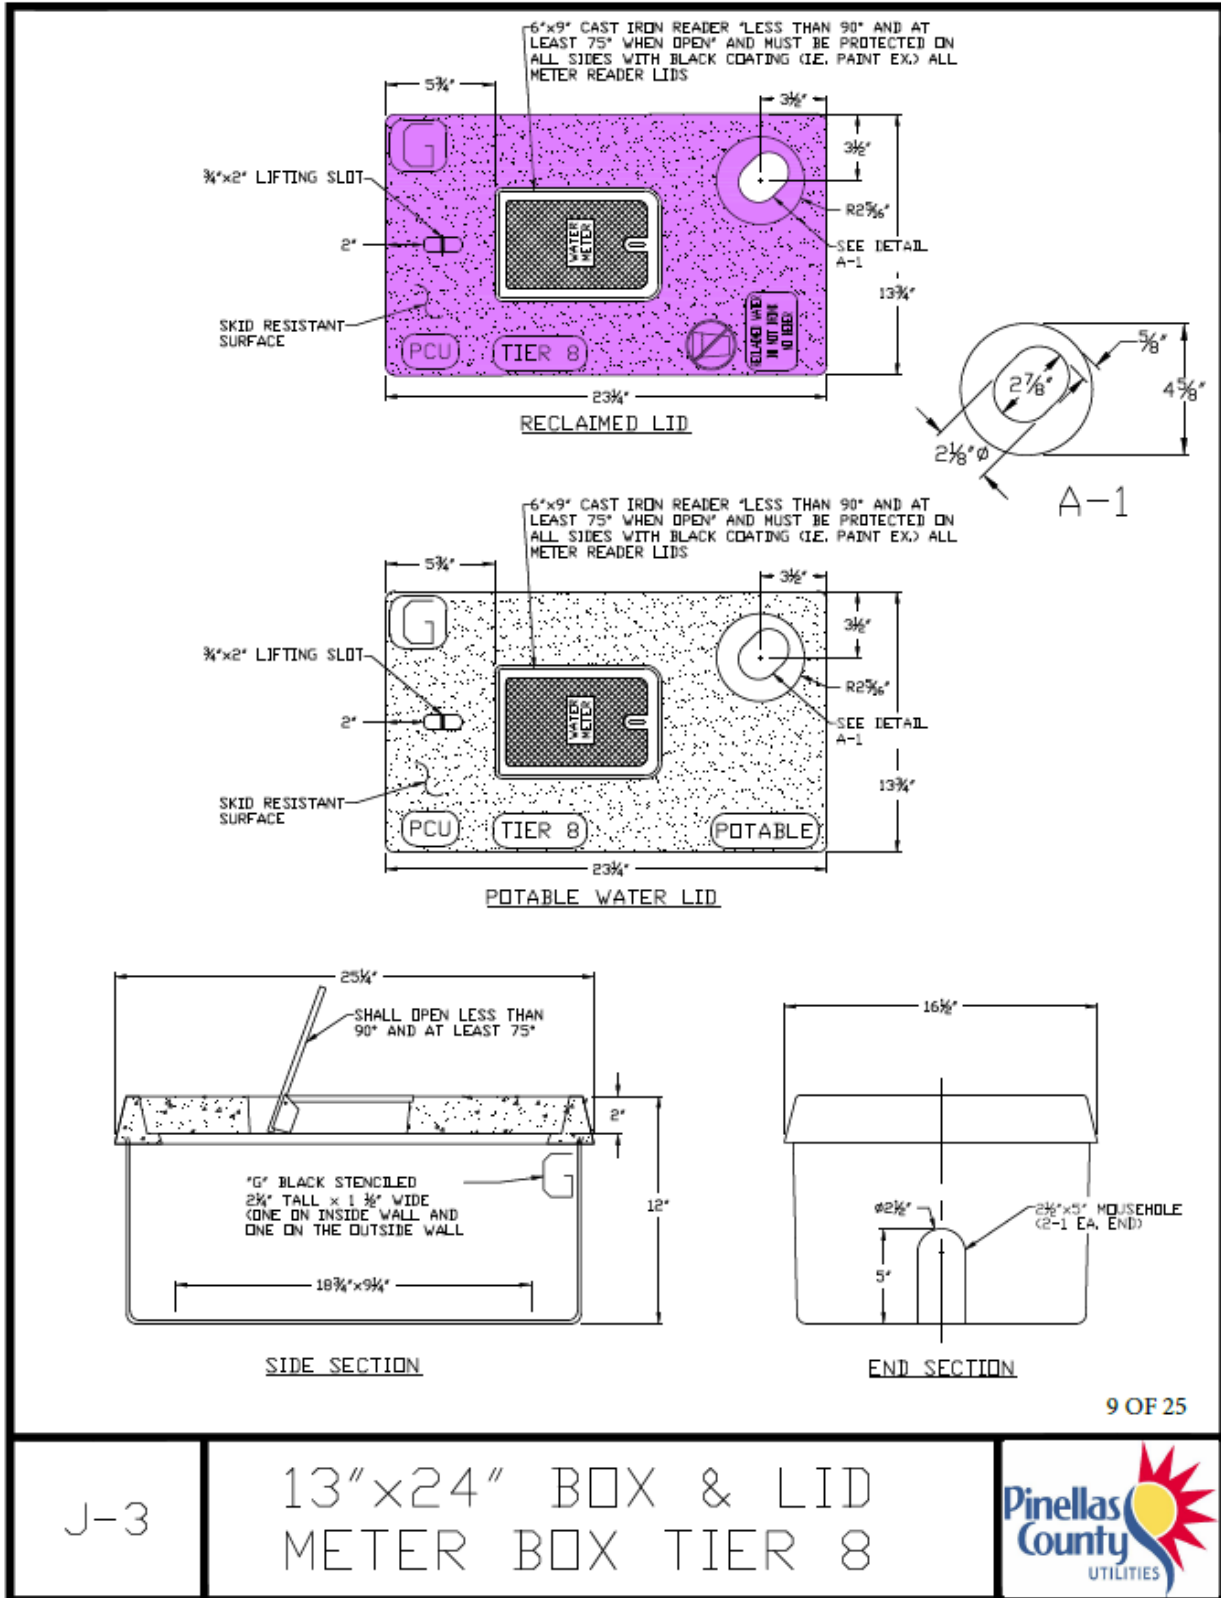 6"x9" CAST IRON READER "LESS THAN 90° AND AT
LEAST 75° WHEN OPEN" AND MUST BE PROTECTED ON
ALL SIDES WITH BLACK COATING (I.E. PAINT EX.) ALL
METER READER LIDS
5¾"
3½"
G
3½"
¾"x2" LIFTING SLOT
R2⁵⁄₁₆"
2"
WATER
METER
SEE DETAIL
A-1
13¾"
SKID RESISTANT
SURFACE
PCU
TIER 8
RECLAIMED WATER
DO NOT DRINK
NO BEBER
23¾"
RECLAIMED LID
⅝"
2⅞"
4⅝"
2⅛"Ø
A-1
6"x9" CAST IRON READER "LESS THAN 90° AND AT
LEAST 75° WHEN OPEN" AND MUST BE PROTECTED ON
ALL SIDES WITH BLACK COATING (I.E. PAINT EX.) ALL
METER READER LIDS
5¾"
3½"
G
3½"
¾"x2" LIFTING SLOT
R2⁵⁄₁₆"
2"
WATER
METER
SEE DETAIL
A-1
13¾"
SKID RESISTANT
SURFACE
PCU
TIER 8
POTABLE
23¾"
POTABLE WATER LID
25¼"
SHALL OPEN LESS THAN
90° AND AT LEAST 75°
2"
"G" BLACK STENCILED
2¾" TALL x 1 ½" WIDE
(ONE ON INSIDE WALL AND
ONE ON THE OUTSIDE WALL
G
12"
18¾"x9¼"
SIDE SECTION
16½"
Ø2½"
2½"x5" MOUSEHOLE
(2-1 EA. END)
5"
END SECTION
9 OF 25
J-3
13"x24" BOX & LID
METER BOX TIER 8
Pinellas
County
UTILITIES